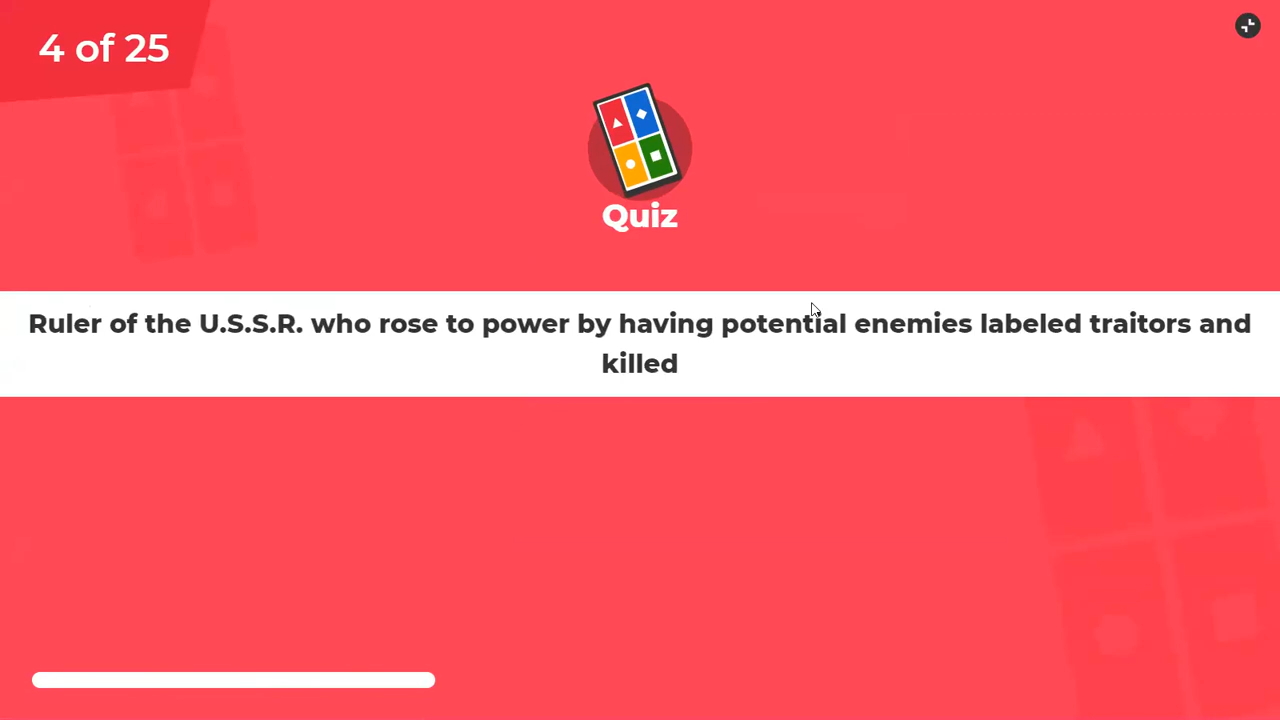 4 of 25
Quiz
Ruler of the U.S.S.R. who rose to power by having potential enemies labeled traitors and
killed